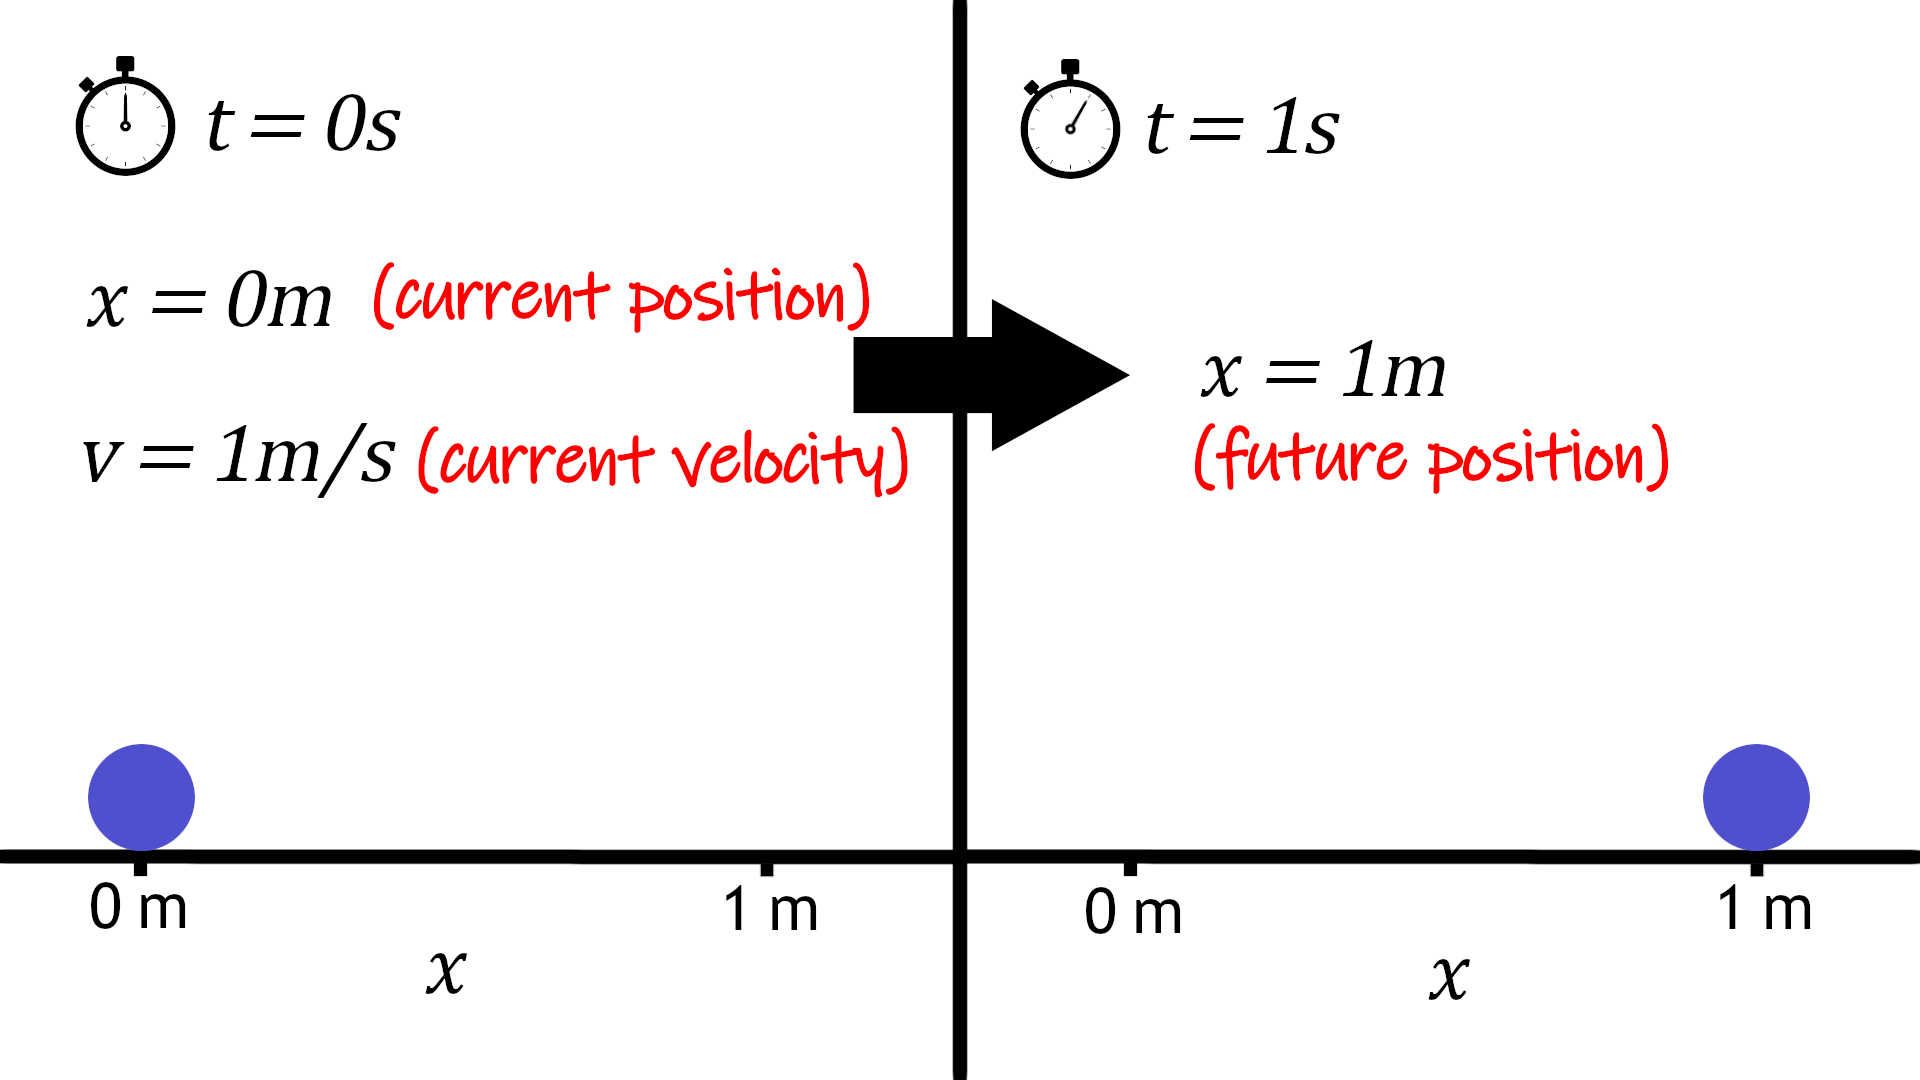 t = 0s
x = 0m (current position)
v = 1m/s (current velocity)
0 m
1 m
x
t = 1s
x = 1m
(future position)
0 m
1 m
x